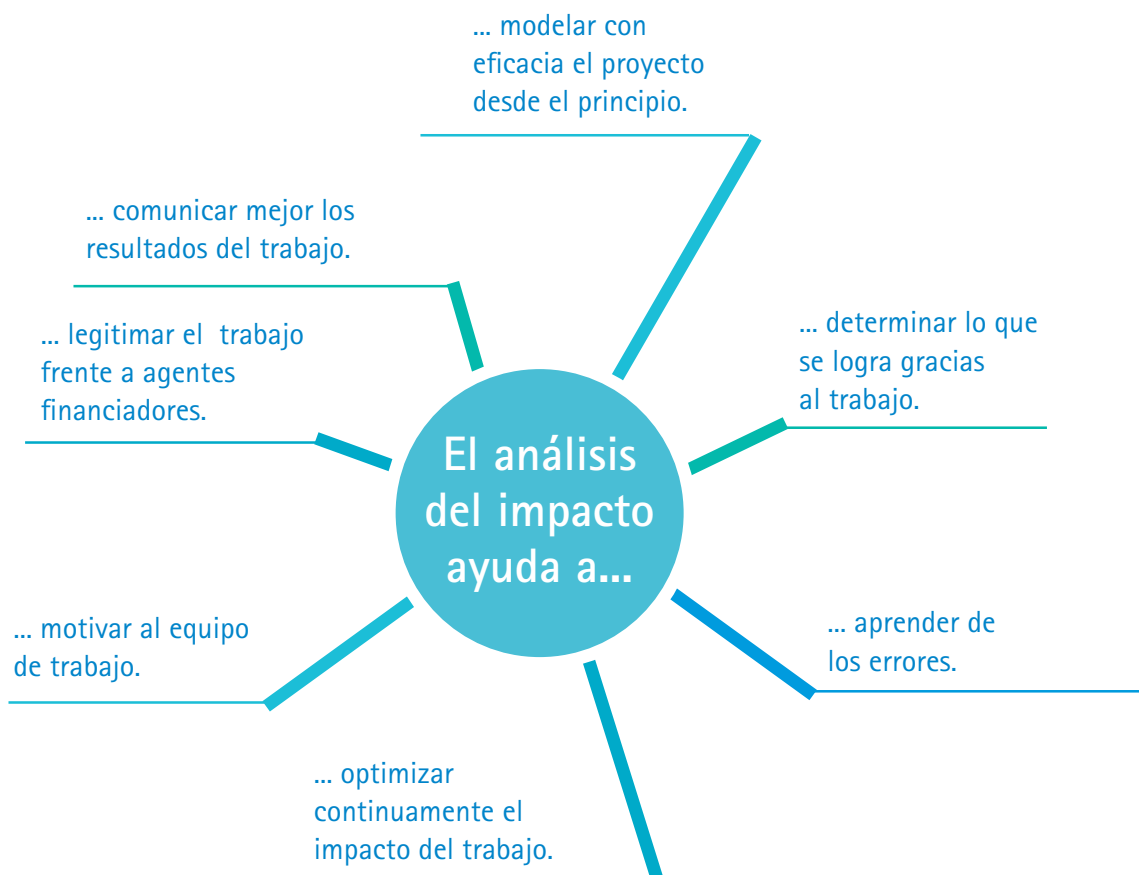 ... modelar con
eficacia el proyecto
desde el principio.
... comunicar mejor los
resultados del trabajo.
... legitimar el  trabajo
frente a agentes
financiadores.
... determinar lo que
se logra gracias
al trabajo.
El análisis
del impacto
ayuda a...
... motivar al equipo
de trabajo.
... aprender de
los errores.
... optimizar
continuamente el
impacto del trabajo.